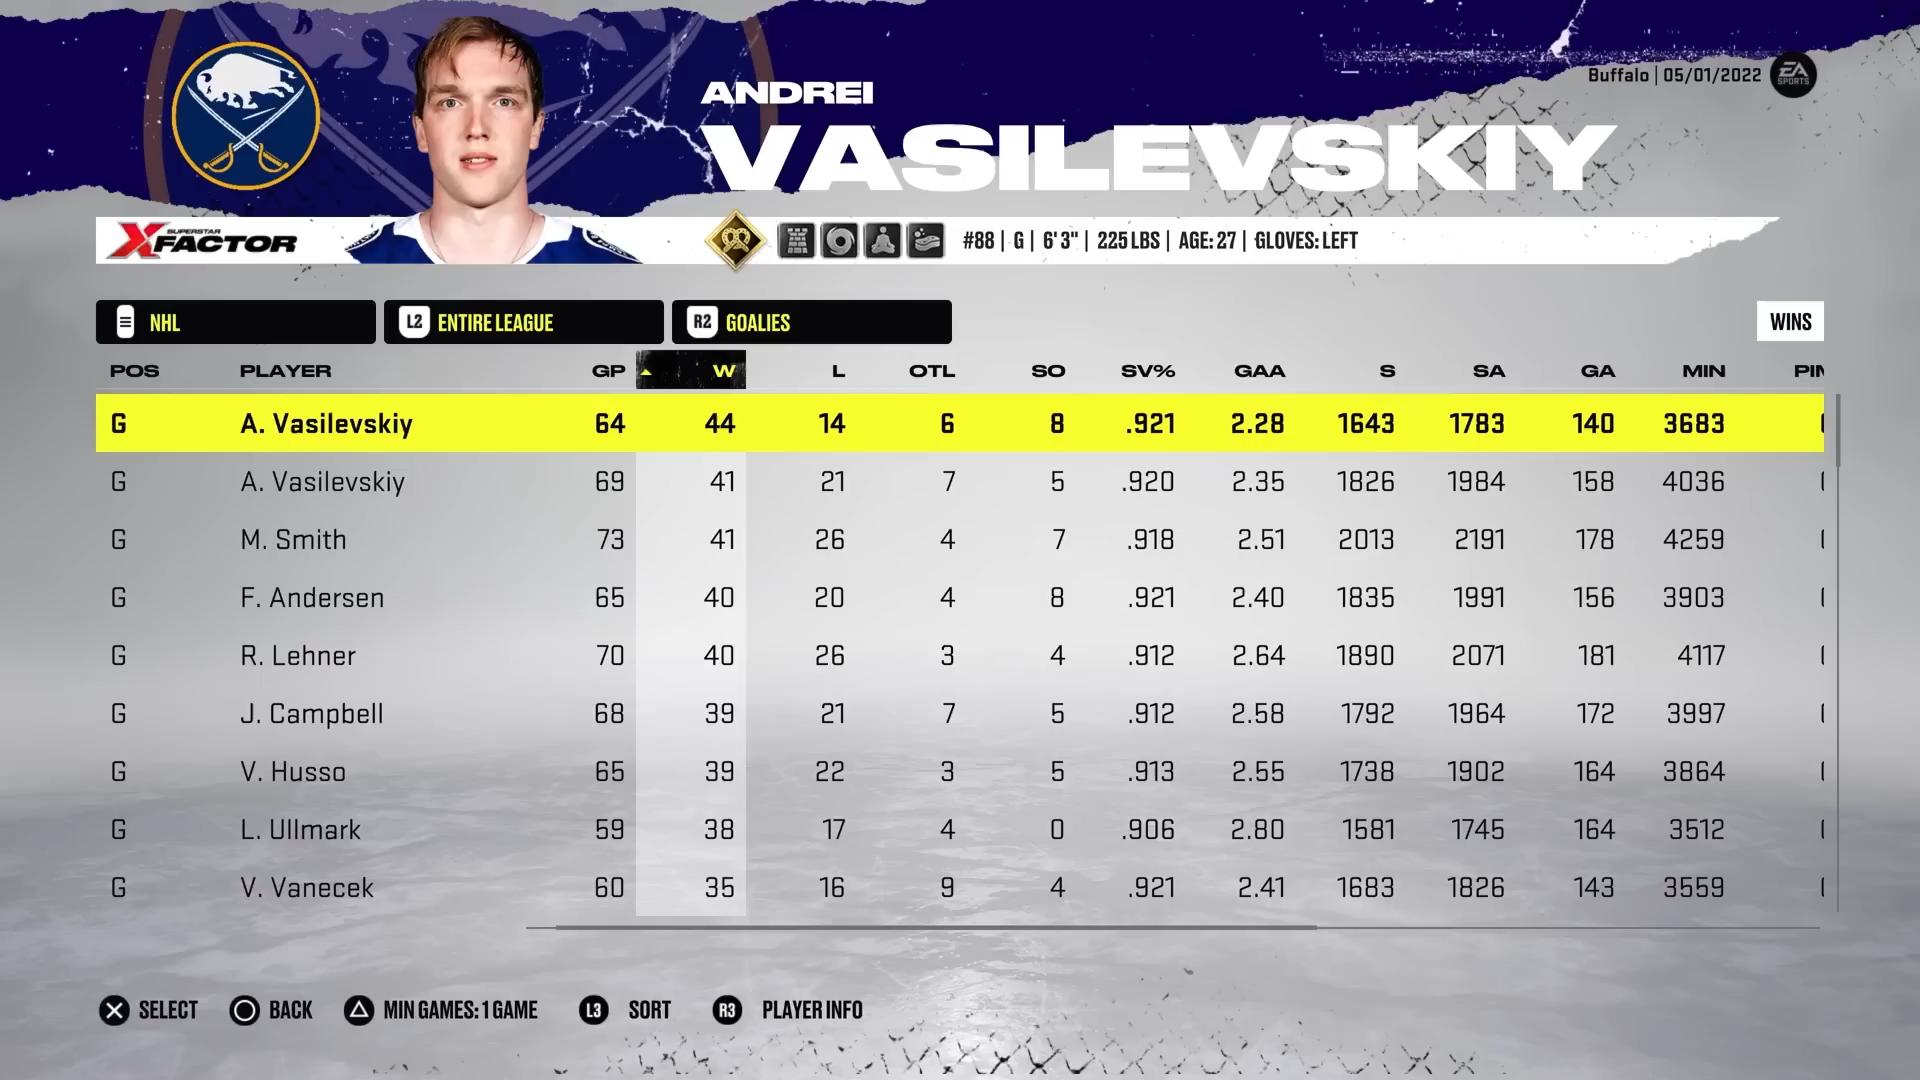 ANDREI
VASILEVSKIY
Buffalo | 05/01/2022
EA SPORTS
SUPERSTAR
XFACTOR
#88 | G | 6' 3" | 225 LBS | AGE: 27 | GLOVES: LEFT
NHL L2 ENTIRE LEAGUE R2 GOALIES WINS
POS PLAYER GP W L OTL SO SV% GAA S SA GA MIN
G A. Vasilevskiy 64 44 14 6 8 .921 2.28 1643 1783 140 3683
G A. Vasilevskiy 69 41 21 7 5 .920 2.35 1826 1984 158 4036
G M. Smith 73 41 26 4 7 .918 2.51 2013 2191 178 4259
G F. Andersen 65 40 20 4 8 .921 2.40 1835 1991 156 3903
G R. Lehner 70 40 26 3 4 .912 2.64 1890 2071 181 4117
G J. Campbell 68 39 21 7 5 .912 2.58 1792 1964 172 3997
G V. Husso 65 39 22 3 5 .913 2.55 1738 1902 164 3864
G L. Ullmark 59 38 17 4 0 .906 2.80 1581 1745 164 3512
G V. Vanecek 60 35 16 9 4 .921 2.41 1683 1826 143 3559
SELECT BACK MIN GAMES: 1 GAME L3 SORT R3 PLAYER INFO